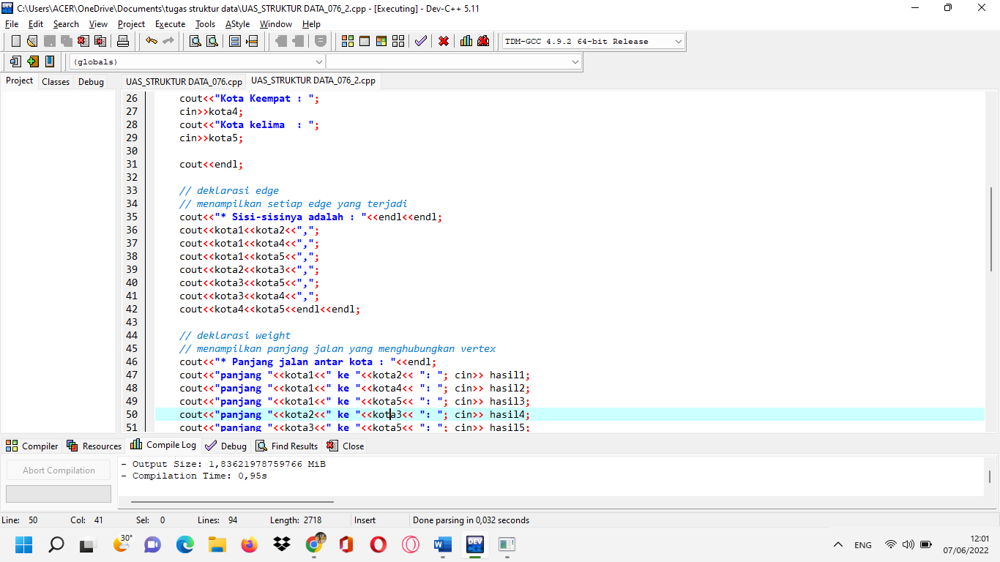 C:\Users\ACER\OneDrive\Documents\tugas struktur data\UAS_STRUKTUR DATA_076_2.cpp - [Executing] - Dev-C++ 5.11
File Edit Search View Project Execute Tools AStyle Window Help
TDM-GCC 4.9.2 64-bit Release
(globals)
Project Classes Debug UAS_STRUKTUR DATA_076.cpp UAS_STRUKTUR DATA_076_2.cpp
26 cout<<"Kota Keempat : ";
27 cin>>kota4;
28 cout<<"Kota kelima  : ";
29 cin>>kota5;
30
31 cout<<endl;
32
33 // deklarasi edge
34 // menampilkan setiap edge yang terjadi
35 cout<<"* Sisi-sisinya adalah : "<<endl<<endl;
36 cout<<kota1<<kota2<<",";
37 cout<<kota1<<kota4<<",";
38 cout<<kota1<<kota5<<",";
39 cout<<kota2<<kota3<<",";
40 cout<<kota3<<kota5<<",";
41 cout<<kota3<<kota4<<",";
42 cout<<kota4<<kota5<<endl<<endl;
43
44 // deklarasi weight
45 // menampilkan panjang jalan yang menghubungkan vertex
46 cout<<"* Panjang jalan antar kota : "<<endl;
47 cout<<"panjang "<<kota1<<" ke "<<kota2<< ": "; cin>> hasil1;
48 cout<<"panjang "<<kota1<<" ke "<<kota4<< ": "; cin>> hasil2;
49 cout<<"panjang "<<kota1<<" ke "<<kota5<< ": "; cin>> hasil3;
50 cout<<"panjang "<<kota2<<" ke "<<kota3<< ": "; cin>> hasil4;
51 cout<<"panjang "<<kota3<<" ke "<<kota5<< ": "; cin>> hasil5;
Compiler Resources Compile Log Debug Find Results Close
Abort Compilation
- Output Size: 1,83621978759766 MiB
- Compilation Time: 0,95s
Line: 50 Col: 41 Sel: 0 Lines: 94 Length: 2718 Insert Done parsing in 0,032 seconds
30°
DEV
ENG
12:01
07/06/2022